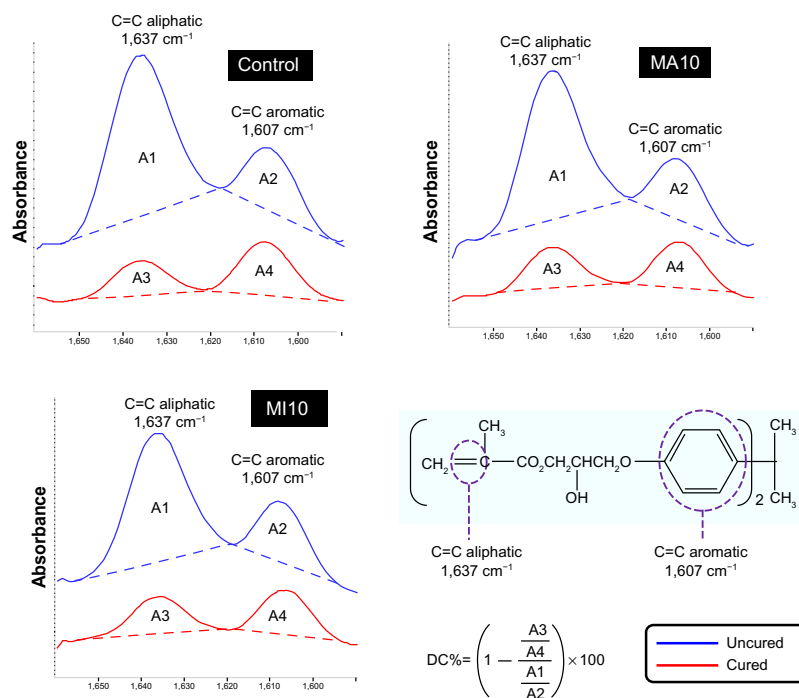 C=C aliphatic
1,637 cm⁻¹
Control
C=C aromatic
1,607 cm⁻¹
A1
A2
A3
A4
Absorbance
1,650 1,640 1,630 1,620 1,610 1,600
C=C aliphatic
1,637 cm⁻¹
MA10
C=C aromatic
1,607 cm⁻¹
A1
A2
A3
A4
Absorbance
1,650 1,640 1,630 1,620 1,610 1,600
C=C aliphatic
1,637 cm⁻¹
MI10
C=C aromatic
1,607 cm⁻¹
A1
A2
A3
A4
Absorbance
1,650 1,640 1,630 1,620 1,610 1,600
CH₃
CH₂ C CO₂CH₂CHCH₂O
OH
2
CH₃
CH₃
C=C aliphatic
1,637 cm⁻¹
C=C aromatic
1,607 cm⁻¹
A3
A4
DC%= ( 1 − ) ×100
A1
A2
Uncured
Cured